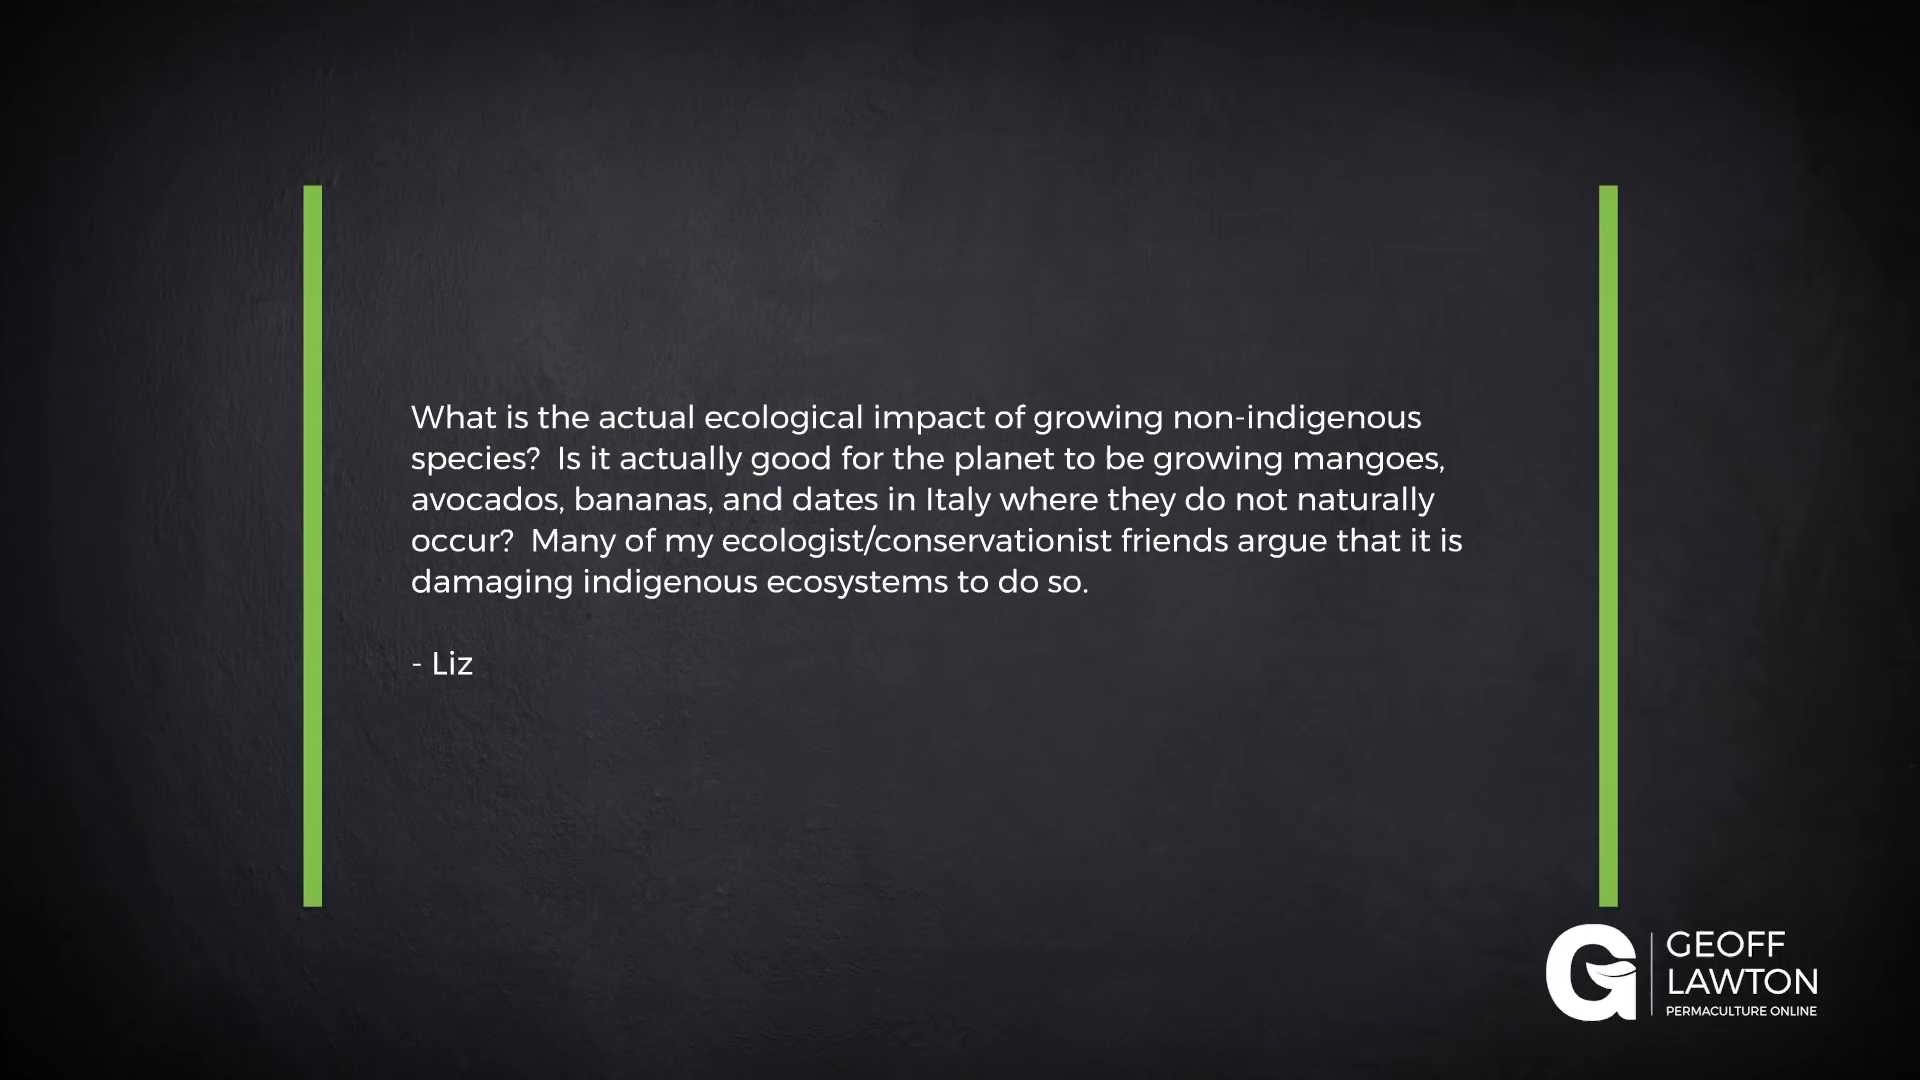 What is the actual ecological impact of growing non-indigenous
species?  Is it actually good for the planet to be growing mangoes,
avocados, bananas, and dates in Italy where they do not naturally
occur?  Many of my ecologist/conservationist friends argue that it is
damaging indigenous ecosystems to do so.
- Liz
GEOFF
LAWTON
PERMACULTURE ONLINE